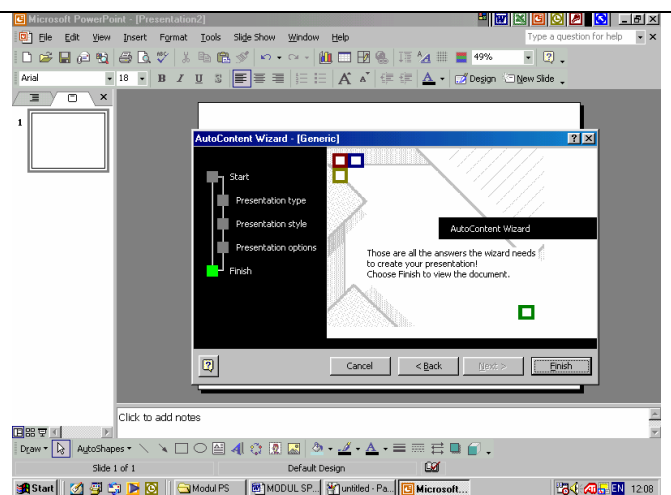 Microsoft PowerPoint - [Presentation2]
File Edit View Insert Format Tools Slide Show Window Help
Type a question for help
49%
Arial
18
B I U S
Design
New Slide
1
AutoContent Wizard - [Generic]
Start
Presentation type
Presentation style
Presentation options
Finish
AutoContent Wizard
Those are all the answers the wizard needs
to create your presentation!
Choose Finish to view the document.
Cancel
< Back
Next >
Finish
Click to add notes
Draw
AutoShapes
Slide 1 of 1
Default Design
Start
Modul PS
MODUL SP...
untitled - Pa...
Microsoft...
EN
12:08